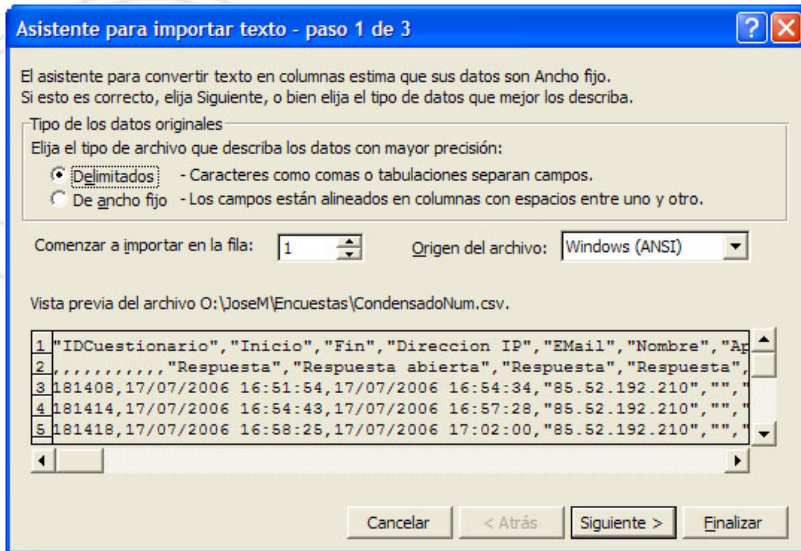 Asistente para importar texto - paso 1 de 3
El asistente para convertir texto en columnas estima que sus datos son Ancho fijo.
Si esto es correcto, elija Siguiente, o bien elija el tipo de datos que mejor los describa.
Tipo de los datos originales
Elija el tipo de archivo que describa los datos con mayor precisión:
Delimitados - Caracteres como comas o tabulaciones separan campos.
De ancho fijo - Los campos están alineados en columnas con espacios entre uno y otro.
Comenzar a importar en la fila: 1 Origen del archivo: Windows (ANSI)
Vista previa del archivo O:\JoseM\Encuestas\CondensadoNum.csv.
1 "IDCuestionario","Inicio","Fin","Direccion IP","EMail","Nombre","Ap
2 ,,,,,,,,,,,"Respuesta","Respuesta abierta","Respuesta","Respuesta",
3 181408,17/07/2006 16:51:54,17/07/2006 16:54:34,"85.52.192.210","","
4 181414,17/07/2006 16:54:43,17/07/2006 16:57:28,"85.52.192.210","","
5 181418,17/07/2006 16:58:25,17/07/2006 17:02:00,"85.52.192.210","","
Cancelar < Atrás Siguiente > Finalizar